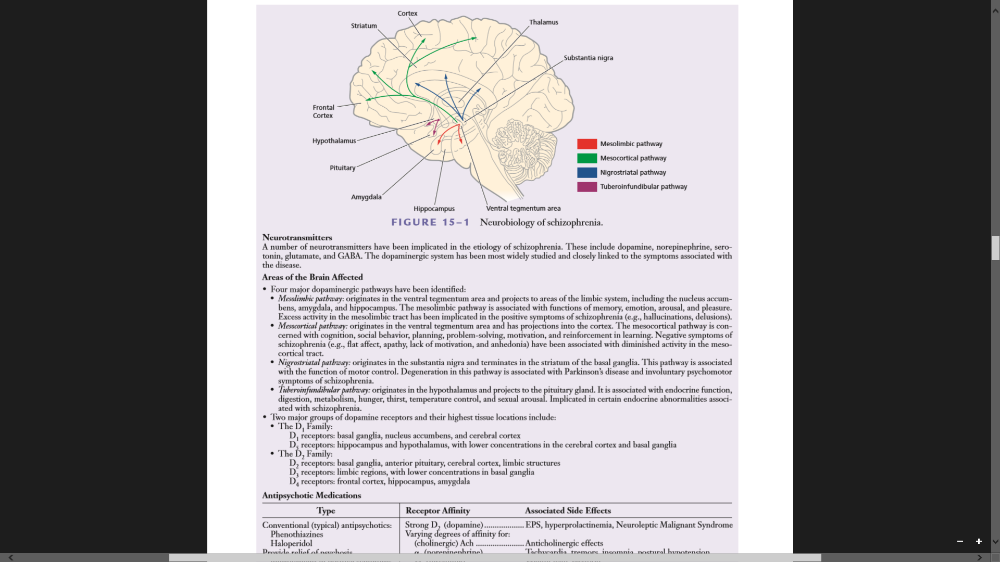 Cortex
Striatum
Thalamus
Substantia nigra
Frontal
Cortex
Hypothalamus
Pituitary
Amygdala
Hippocampus
Ventral tegmentum area
Mesolimbic pathway
Mesocortical pathway
Nigrostriatal pathway
Tuberoinfundibular pathway
FIGURE 15–1 Neurobiology of schizophrenia.
Neurotransmitters
A number of neurotransmitters have been implicated in the etiology of schizophrenia. These include dopamine, norepinephrine, sero-
tonin, glutamate, and GABA. The dopaminergic system has been most widely studied and closely linked to the symptoms associated with
the disease.
Areas of the Brain Affected
• Four major dopaminergic pathways have been identified:
• Mesolimbic pathway: originates in the ventral tegmentum area and projects to areas of the limbic system, including the nucleus accum-
bens, amygdala, and hippocampus. The mesolimbic pathway is associated with functions of memory, emotion, arousal, and pleasure.
Excess activity in the mesolimbic tract has been implicated in the positive symptoms of schizophrenia (e.g., hallucinations, delusions).
• Mesocortical pathway: originates in the ventral tegmentum area and has projections into the cortex. The mesocortical pathway is con-
cerned with cognition, social behavior, planning, problem-solving, motivation, and reinforcement in learning. Negative symptoms of
schizophrenia (e.g., flat affect, apathy, lack of motivation, and anhedonia) have been associated with diminished activity in the meso-
cortical tract.
• Nigrostriatal pathway: originates in the substantia nigra and terminates in the striatum of the basal ganglia. This pathway is associated
with the function of motor control. Degeneration in this pathway is associated with Parkinson’s disease and involuntary psychomotor
symptoms of schizophrenia.
• Tuberoinfundibular pathway: originates in the hypothalamus and projects to the pituitary gland. It is associated with endocrine function,
digestion, metabolism, hunger, thirst, temperature control, and sexual arousal. Implicated in certain endocrine abnormalities associ-
ated with schizophrenia.
• Two major groups of dopamine receptors and their highest tissue locations include:
• The D₁ Family:
D₁ receptors: basal ganglia, nucleus accumbens, and cerebral cortex
D₅ receptors: hippocampus and hypothalamus, with lower concentrations in the cerebral cortex and basal ganglia
• The D₂ Family:
D₂ receptors: basal ganglia, anterior pituitary, cerebral cortex, limbic structures
D₃ receptors: limbic regions, with lower concentrations in basal ganglia
D₄ receptors: frontal cortex, hippocampus, amygdala
Antipsychotic Medications
Type Receptor Affinity Associated Side Effects
Conventional (typical) antipsychotics: Strong D₂ (dopamine)................... EPS, hyperprolactinemia, Neuroleptic Malignant Syndrome
Phenothiazines Varying degrees of affinity for:
Haloperidol (cholinergic) Ach ....................... Anticholinergic effects
Provide relief of psychosis, (norepinephrine) Tachycardia, tremors, insomnia, postural hypotension